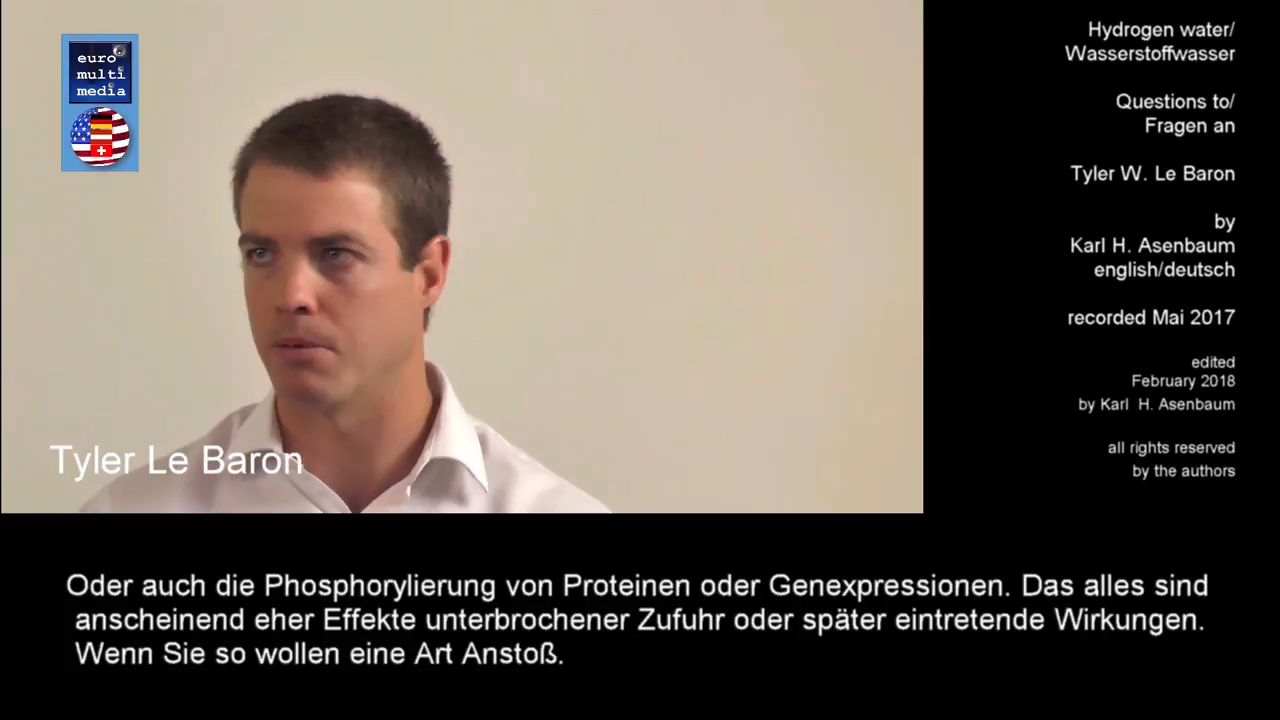 euro
multi
media
Tyler Le Baron
Hydrogen water/
Wasserstoffwasser
Questions to/
Fragen an
Tyler W. Le Baron
by
Karl H. Asenbaum
english/deutsch
recorded Mai 2017
edited
February 2018
by Karl H. Asenbaum
all rights reserved
by the authors
Oder auch die Phosphorylierung von Proteinen oder Genexpressionen. Das alles sind
anscheinend eher Effekte unterbrochener Zufuhr oder später eintretende Wirkungen.
Wenn Sie so wollen eine Art Anstoß.